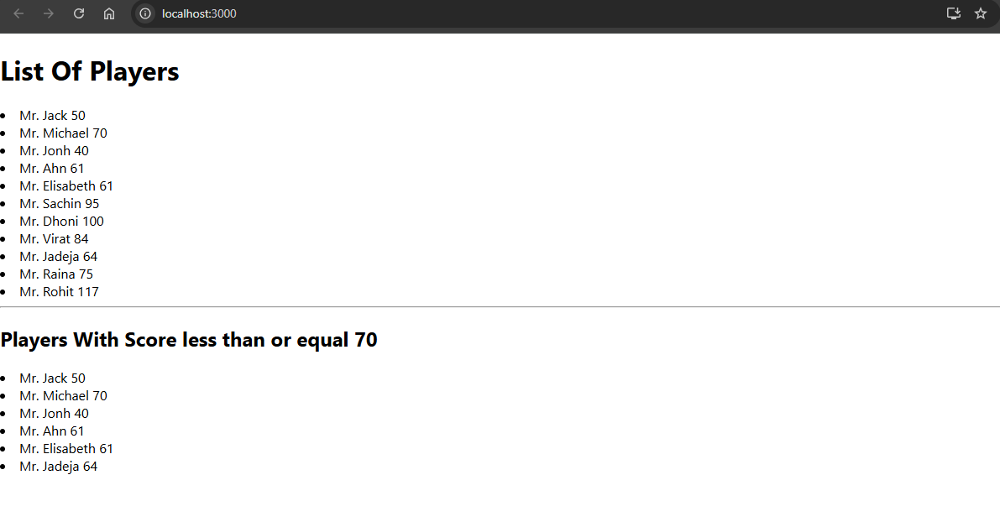 localhost:3000
List Of Players
Mr. Jack 50
Mr. Michael 70
Mr. Jonh 40
Mr. Ahn 61
Mr. Elisabeth 61
Mr. Sachin 95
Mr. Dhoni 100
Mr. Virat 84
Mr. Jadeja 64
Mr. Raina 75
Mr. Rohit 117
Players With Score less than or equal 70
Mr. Jack 50
Mr. Michael 70
Mr. Jonh 40
Mr. Ahn 61
Mr. Elisabeth 61
Mr. Jadeja 64